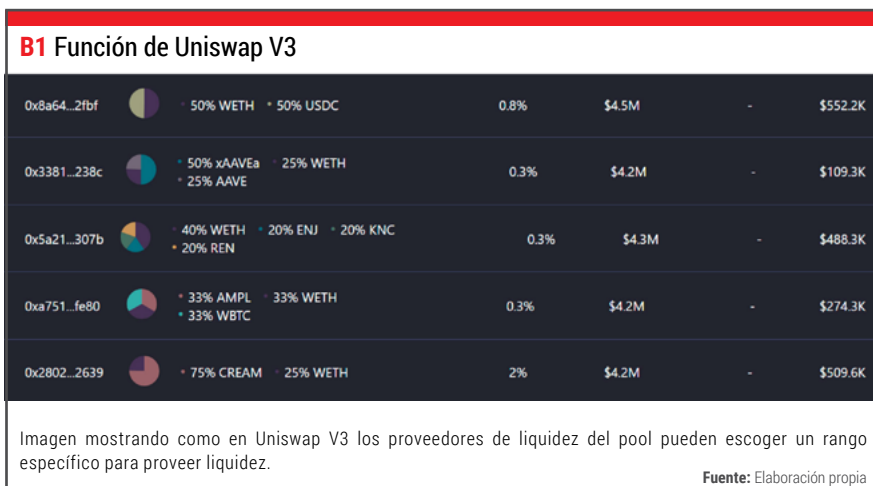 B1 Función de Uniswap V3
0x8a64...2fbf 50% WETH 50% USDC 0.8% $4.5M - $552.2K
0x3381...238c 50% xAAVEa 25% WETH 0.3% $4.2M - $109.3K
25% AAVE
0x5a21...307b 40% WETH 20% ENJ 20% KNC 0.3% $4.3M - $488.3K
20% REN
0xa751...fe80 33% AMPL 33% WETH 0.3% $4.2M - $274.3K
33% WBTC
0x2802...2639 75% CREAM 25% WETH 2% $4.2M - $509.6K
Imagen mostrando como en Uniswap V3 los proveedores de liquidez del pool pueden escoger un rango
específico para proveer liquidez.
Fuente: Elaboración propia